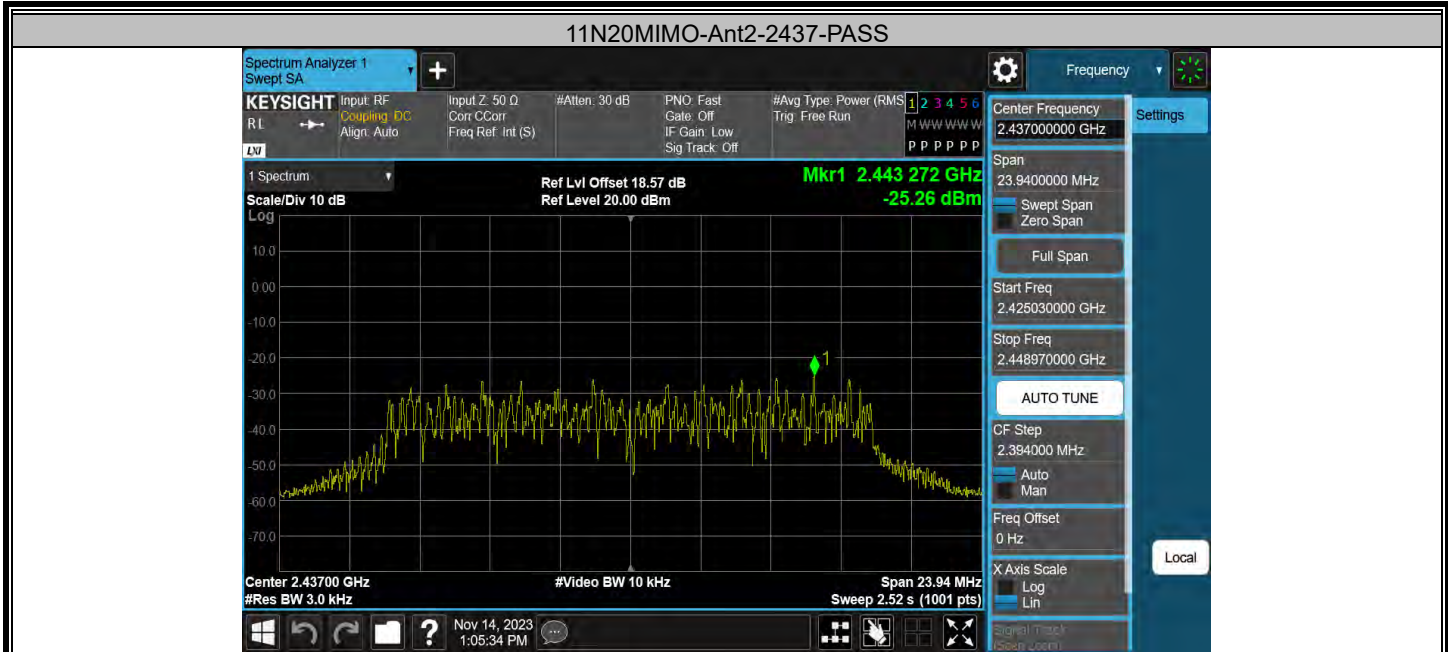 11N20MIMO-Ant2-2437-PASS
Spectrum Analyzer 1
Swept SA
+
Frequency
KEYSIGHT
RL
LXI
Input: RF
Coupling: DC
Align: Auto
Input Z: 50 Ω
Corr CCorr
Freq Ref: Int (S)
#Atten: 30 dB
PNO: Fast
Gate: Off
IF Gain: Low
Sig Track: Off
#Avg Type: Power (RMS
Trig: Free Run
1 2 3 4 5 6
M W W W W W
P P P P P P
1 Spectrum
Scale/Div 10 dB
Log
Ref Lvl Offset 18.57 dB
Ref Level 20.00 dBm
Mkr1 2.443 272 GHz
-25.26 dBm
10.0
0.00
-10.0
-20.0
-30.0
-40.0
-50.0
-60.0
-70.0
1
Center 2.43700 GHz
#Res BW 3.0 kHz
#Video BW 10 kHz
Span 23.94 MHz
Sweep 2.52 s (1001 pts)
Nov 14, 2023
1:05:34 PM
?
Center Frequency
2.437000000 GHz
Span
23.9400000 MHz
Swept Span
Zero Span
Full Span
Start Freq
2.425030000 GHz
Stop Freq
2.448970000 GHz
AUTO TUNE
CF Step
2.394000 MHz
Auto
Man
Freq Offset
0 Hz
X Axis Scale
Log
Lin
Signal Track
(Span Zoom)
Settings
Local